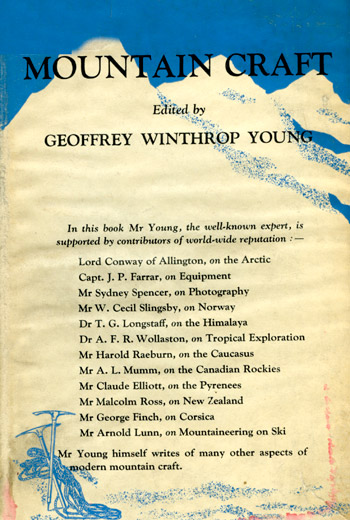 MOUNTAIN CRAFT
Edited by
GEOFFREY WINTHROP YOUNG
In this book Mr Young, the well-known expert, is
supported by contributors of world-wide reputation :—
Lord Conway of Allington, on the Arctic
Capt. J. P. Farrar, on Equipment
Mr Sydney Spencer, on Photography
Mr W. Cecil Slingsby, on Norway
Dr T. G. Longstaff, on the Himalaya
Dr A. F. R. Wollaston, on Tropical Exploration
Mr Harold Raeburn, on the Caucasus
Mr A. L. Mumm, on the Canadian Rockies
Mr Claude Elliott, on the Pyrenees
Mr Malcolm Ross, on New Zealand
Mr George Finch, on Corsica
Mr Arnold Lunn, on Mountaineering on Ski
Mr Young himself writes of many other aspects of
modern mountain craft.